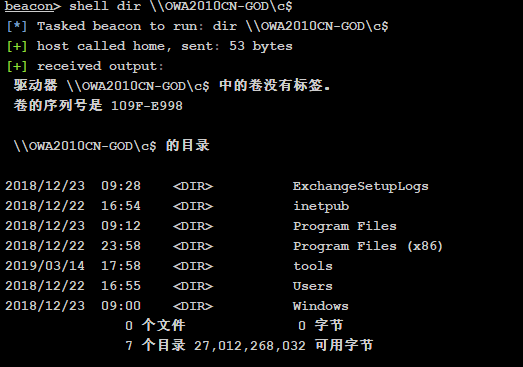 beacon> shell dir \\OWA2010CN-GOD\c$
[*] Tasked beacon to run: dir \\OWA2010CN-GOD\c$
[+] host called home, sent: 53 bytes
[+] received output:
驱动器 \\OWA2010CN-GOD\c$ 中的卷没有标签。
卷的序列号是 109F-E998
\\OWA2010CN-GOD\c$ 的目录
2018/12/23  09:28    <DIR>          ExchangeSetupLogs
2018/12/22  16:54    <DIR>          inetpub
2018/12/23  09:12    <DIR>          Program Files
2018/12/22  23:58    <DIR>          Program Files (x86)
2019/03/14  17:58    <DIR>          tools
2018/12/22  16:55    <DIR>          Users
2018/12/23  09:00    <DIR>          Windows
0 个文件              0 字节
7 个目录 27,012,268,032 可用字节